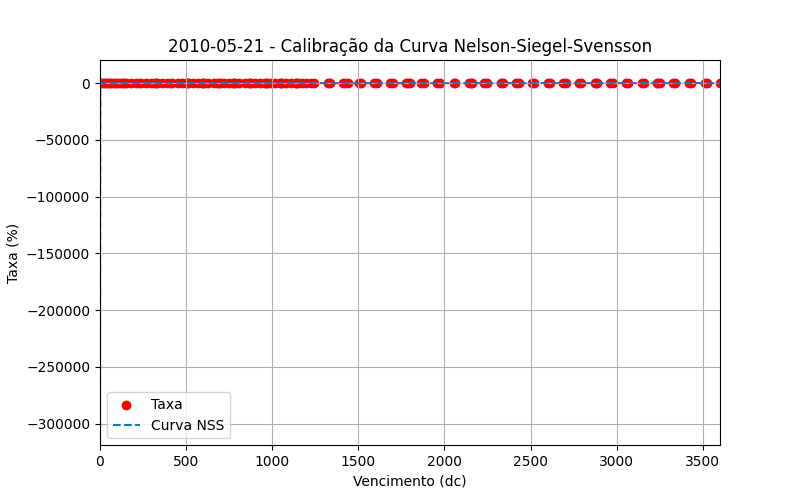 2010-05-21 - Calibração da Curva Nelson-Siegel-Svensson
Taxa (%)
0
−50000
−100000
−150000
−200000
−250000
−300000
Taxa
Curva NSS
0 500 1000 1500 2000 2500 3000 3500
Vencimento (dc)